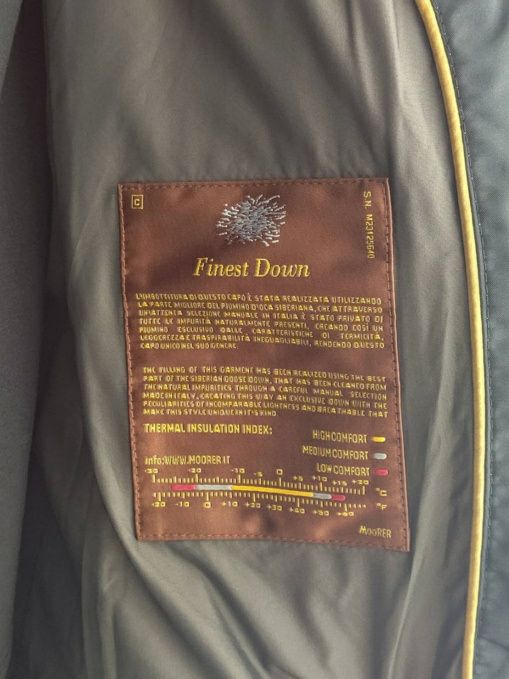 C
S.N. M23125640
Finest Down
L'IMBOTTITURA DI QUESTO CAPO È STATA REALIZZATA UTILIZZANDO
LA PARTE MIGLIORE DEL PIUMINO D'OCA SIBERIANA, CHE ATTRAVERSO
UN'ATTENTA SELEZIONE MANUALE IN ITALIA È STATO PRIVATO DI
TUTTE LE IMPURITÀ NATURALMENTE PRESENTI, CREANDO COSÌ UN
PIUMINO ESCLUSIVO DALLE CARATTERISTICHE DI TERMICITÀ,
LEGGEREZZA E TRASPIRABILITÀ INEGUAGLIABILI, RENDENDO QUESTO
CAPO UNICO NEL SUO GENERE.
THE FILLING OF THIS GARMENT HAS BEEN REALIZED USING THE BEST
PART OF THE SIBERIAN GOOSE DOWN, THAT HAS BEEN CLEANED FROM
THE NATURAL IMPURITIES THROUGH A CAREFUL MANUAL SELECTION
MADE IN ITALY, CREATING THIS WAY AN EXCLUSIVE DOWN WITH THE
PECULIARITIES OF INCOMPARABLE LIGHTNESS AND BREATHABLE THAT
MAKE THIS STYLE UNIQUE IN IT'S KIND
THERMAL INSULATION INDEX:
HIGH COMFORT
MEDIUM COMFORT
LOW COMFORT
info:WWW.MOORER.IT
-30 -20 -10 -5 0 +5 +10 +15 +20
°C
-20 -10 0 +10 +20 +30 +40 +50 +60
°F
MOORER